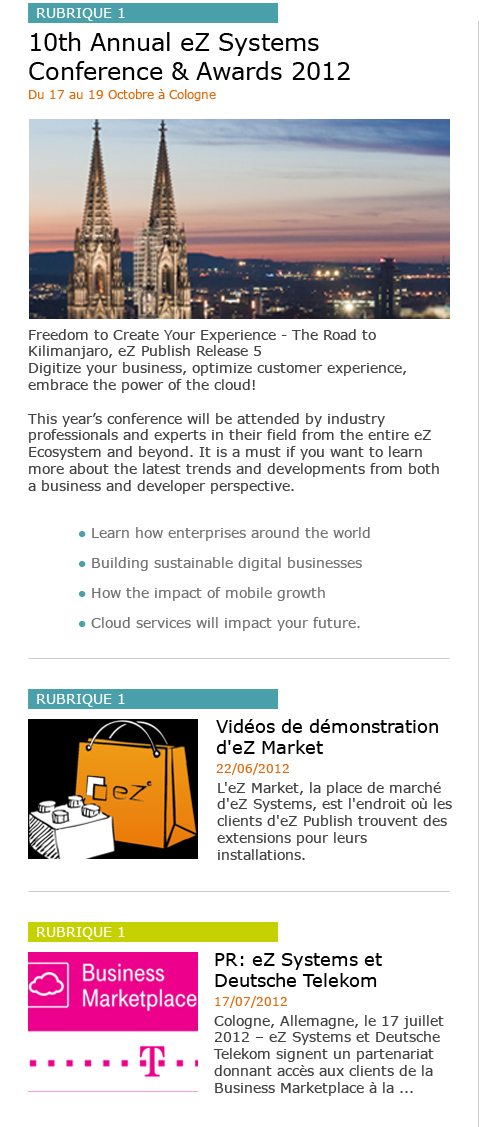 RUBRIQUE 1
10th Annual eZ Systems
Conference & Awards 2012
Du 17 au 19 Octobre à Cologne
Freedom to Create Your Experience - The Road to
Kilimanjaro, eZ Publish Release 5
Digitize your business, optimize customer experience,
embrace the power of the cloud!
This year’s conference will be attended by industry
professionals and experts in their field from the entire eZ
Ecosystem and beyond. It is a must if you want to learn
more about the latest trends and developments from both
a business and developer perspective.
• Learn how enterprises around the world
• Building sustainable digital businesses
• How the impact of mobile growth
• Cloud services will impact your future.
RUBRIQUE 1
eZ
Vidéos de démonstration
d'eZ Market
22/06/2012
L'eZ Market, la place de marché
d'eZ Systems, est l'endroit où les
clients d'eZ Publish trouvent des
extensions pour leurs
installations.
RUBRIQUE 1
Business
Marketplace
T
PR: eZ Systems et
Deutsche Telekom
17/07/2012
Cologne, Allemagne, le 17 juillet
2012 – eZ Systems et Deutsche
Telekom signent un partenariat
donnant accès aux clients de la
Business Marketplace à la ...